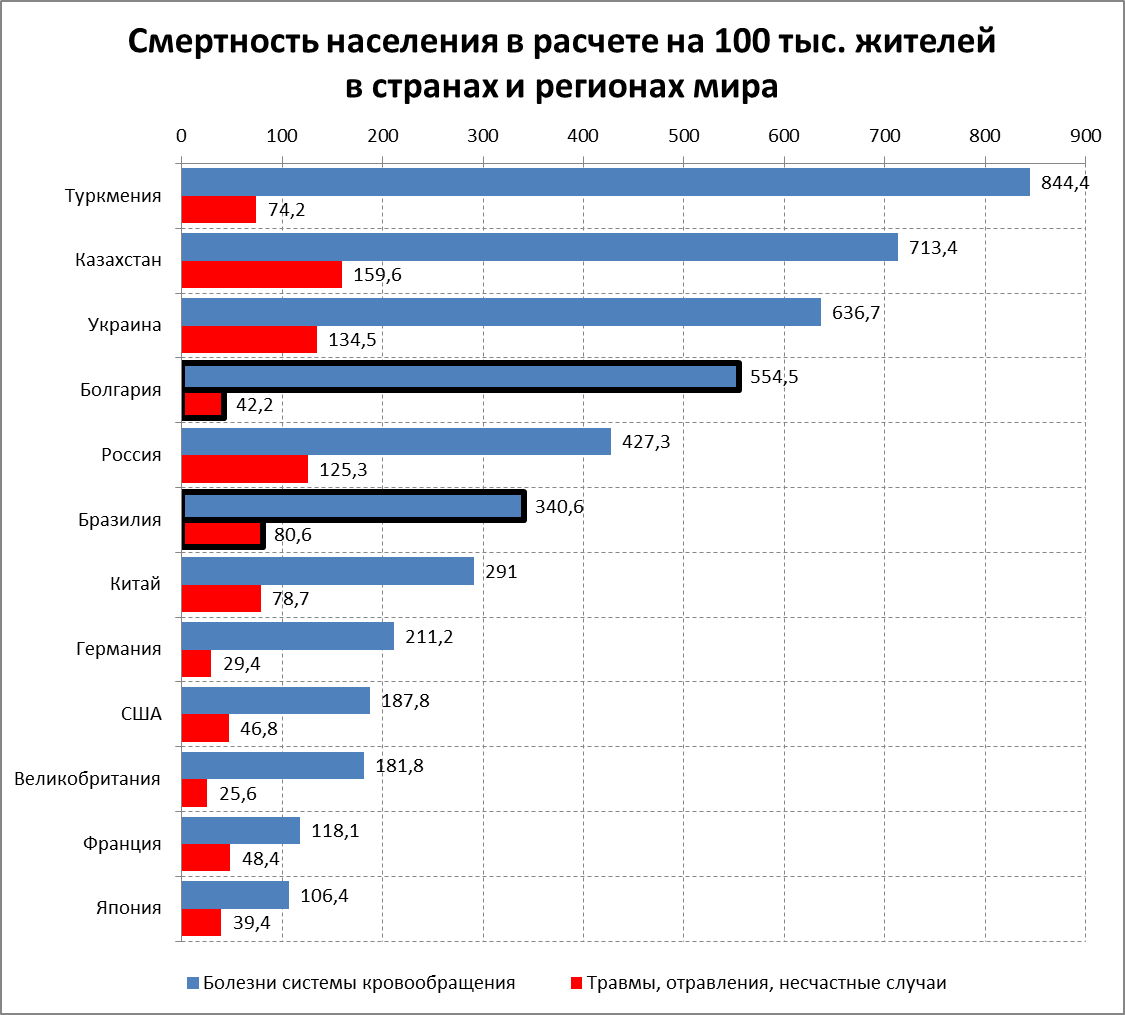 Смертность населения в расчете на 100 тыс. жителей
в странах и регионах мира
0 100 200 300 400 500 600 700 800 900
Туркмения
844,4
74,2
Казахстан
713,4
159,6
Украина
636,7
134,5
Болгария
554,5
42,2
Россия
427,3
125,3
Бразилия
340,6
80,6
Китай
291
78,7
Германия
211,2
29,4
США
187,8
46,8
Великобритания
181,8
25,6
Франция
118,1
48,4
Япония
106,4
39,4
Болезни системы кровообращения
Травмы, отравления, несчастные случаи